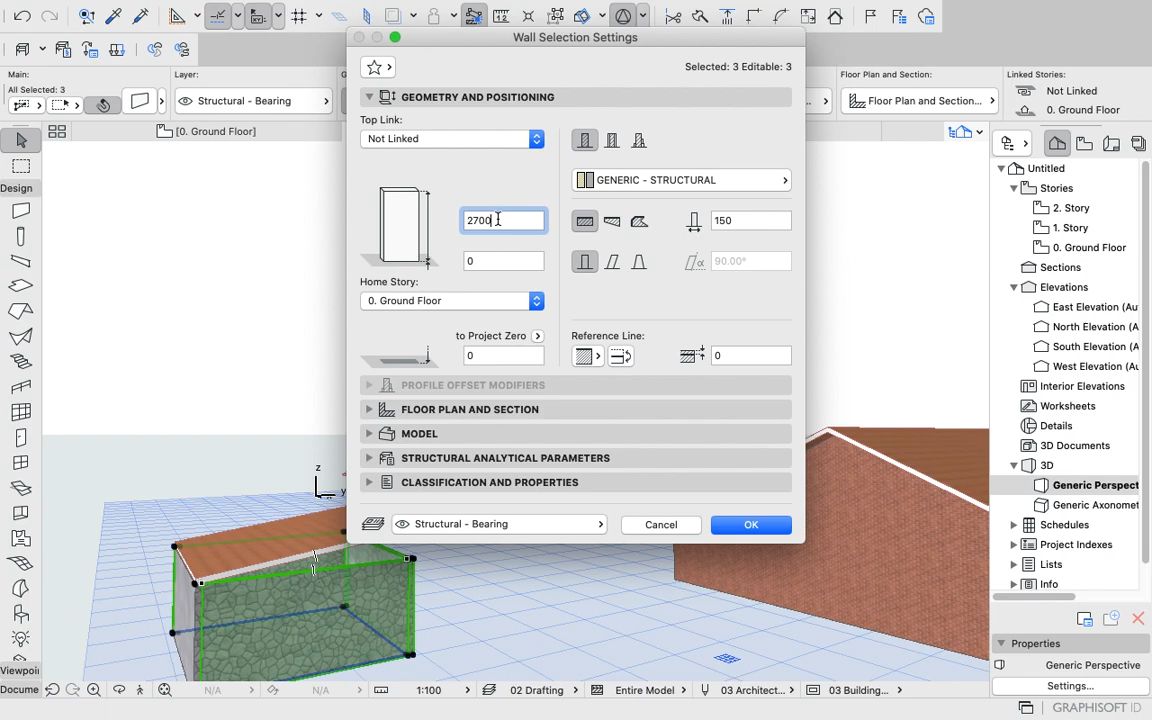 Wall Selection Settings
Selected: 3 Editable: 3
Main:
All Selected: 3
Layer:
Structural - Bearing
GEOMETRY AND POSITIONING
Top Link:
Not Linked
GENERIC - STRUCTURAL
2700
150
0
90.00°
Home Story:
0. Ground Floor
to Project Zero
0
Reference Line:
0
PROFILE OFFSET MODIFIERS
FLOOR PLAN AND SECTION
MODEL
STRUCTURAL ANALYTICAL PARAMETERS
CLASSIFICATION AND PROPERTIES
Structural - Bearing
Cancel
OK
Floor Plan and Section:
Floor Plan and Section...
Linked Stories:
Not Linked
0. Ground Floor
[0. Ground Floor]
Design
Viewpoi
Docume
z
y
Untitled
Stories
2. Story
1. Story
0. Ground Floor
Sections
Elevations
East Elevation (Au
North Elevation (A
South Elevation (A
West Elevation (Au
Interior Elevations
Worksheets
Details
3D Documents
3D
Generic Perspect
Generic Axonomet
Schedules
Project Indexes
Lists
Info
Properties
Generic Perspective
Settings...
N/A
N/A
1:100
02 Drafting
Entire Model
03 Architect...
03 Building...
GRAPHISOFT ID